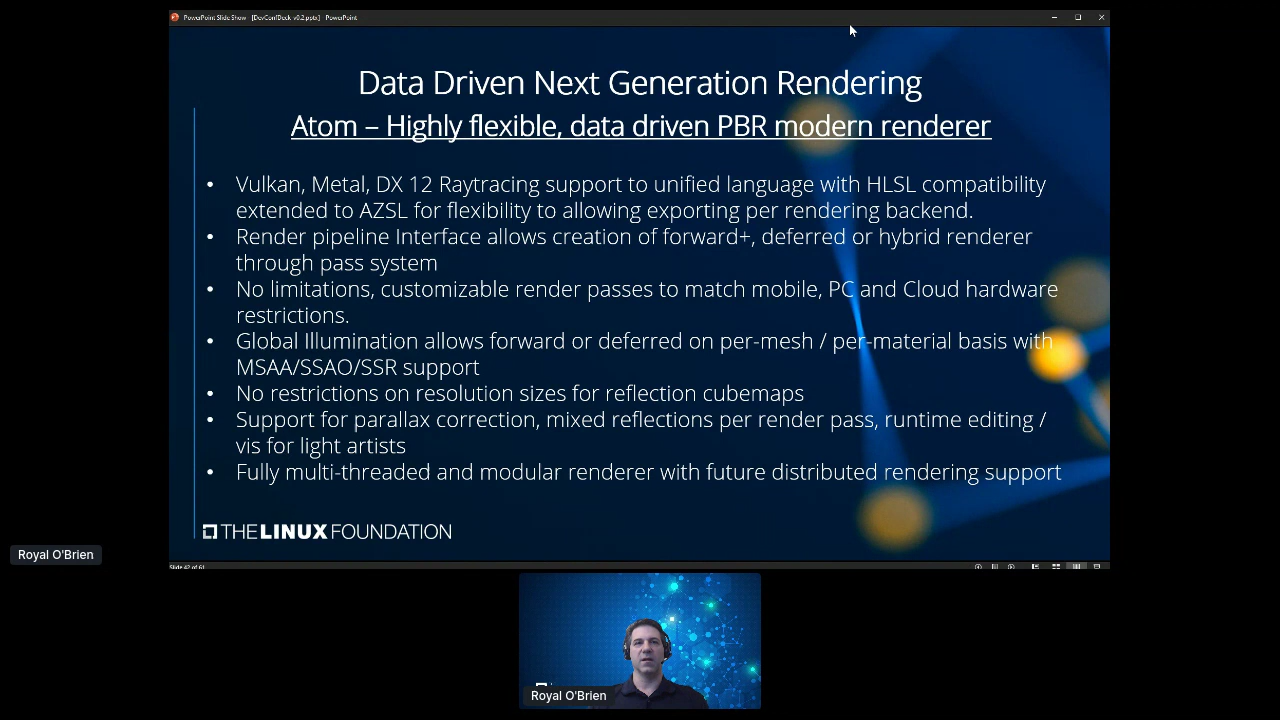 PowerPoint Slide Show - [DevConfDeck v0.2.pptx] - PowerPoint
Data Driven Next Generation Rendering
Atom – Highly flexible, data driven PBR modern renderer
• Vulkan, Metal, DX 12 Raytracing support to unified language with HLSL compatibility
extended to AZSL for flexibility to allowing exporting per rendering backend.
• Render pipeline Interface allows creation of forward+, deferred or hybrid renderer
through pass system
• No limitations, customizable render passes to match mobile, PC and Cloud hardware
restrictions.
• Global Illumination allows forward or deferred on per-mesh / per-material basis with
MSAA/SSAO/SSR support
• No restrictions on resolution sizes for reflection cubemaps
• Support for parallax correction, mixed reflections per render pass, runtime editing /
vis for light artists
• Fully multi-threaded and modular renderer with future distributed rendering support
THE LINUX FOUNDATION
Royal O'Brien
Slide 42 of 61
Royal O'Brien